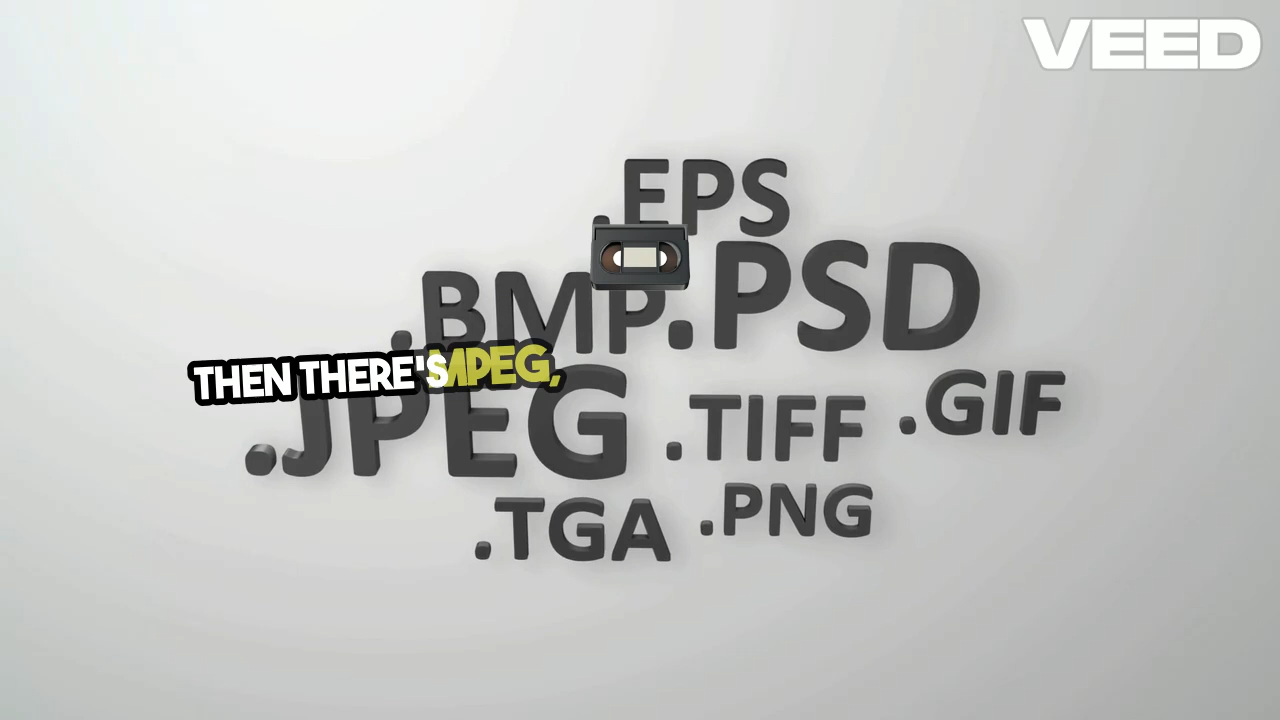 VEED
.EPS
.BMP
.PSD
THEN THERE'S MPEG,
.JPEG
.TIFF
.GIF
.TGA
.PNG